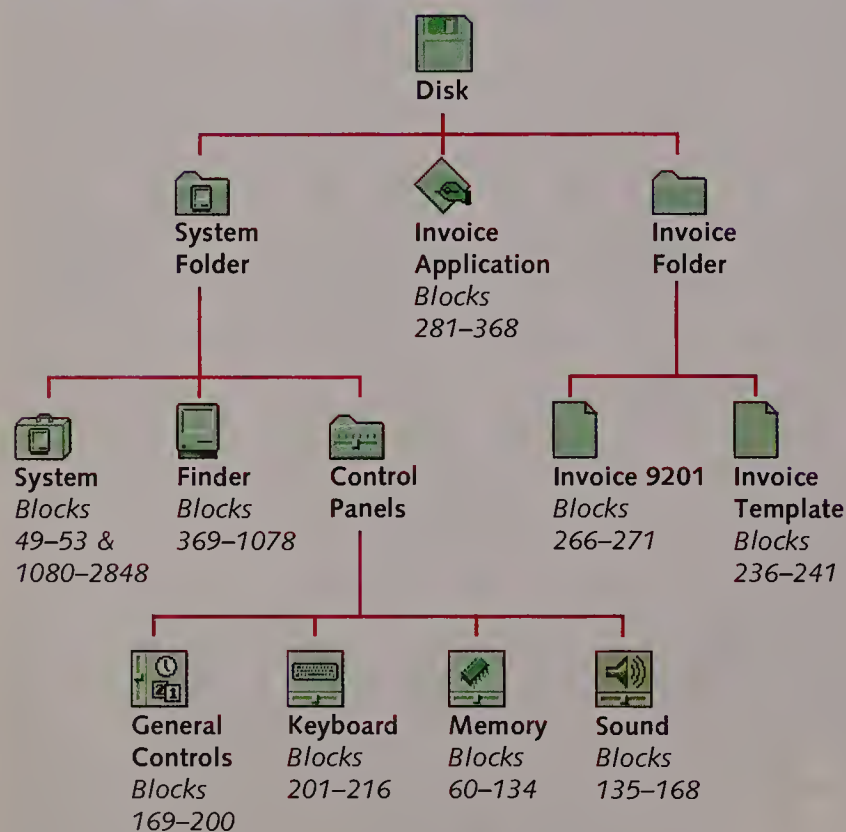 Disk
System
Folder
Invoice
Application
Blocks
281–368
Invoice
Folder
System
Blocks
49–53 &
1080–2848
Finder
Blocks
369–1078
Control
Panels
Invoice 9201
Blocks
266–271
Invoice
Template
Blocks
236–241
General
Controls
Blocks
169–200
Keyboard
Blocks
201–216
Memory
Blocks
60–134
Sound
Blocks
135–168